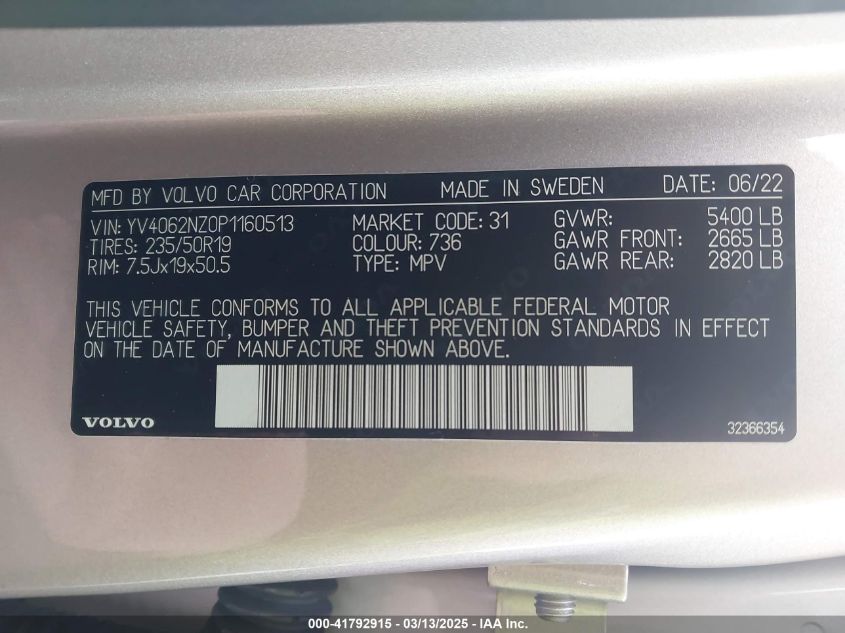 MFD BY VOLVO CAR CORPORATION MADE IN SWEDEN DATE: 06/22
VIN: YV4062NZ0P1160513 MARKET CODE: 31 GVWR: 5400 LB
TIRES: 235/50R19 COLOUR: 736 GAWR FRONT: 2665 LB
RIM: 7.5Jx19x50.5 TYPE: MPV GAWR REAR: 2820 LB
THIS VEHICLE CONFORMS TO ALL APPLICABLE FEDERAL MOTOR
VEHICLE SAFETY, BUMPER AND THEFT PREVENTION STANDARDS IN EFFECT
ON THE DATE OF MANUFACTURE SHOWN ABOVE.
VOLVO 32366354
000-41792915 - 03/13/2025 - IAA Inc.